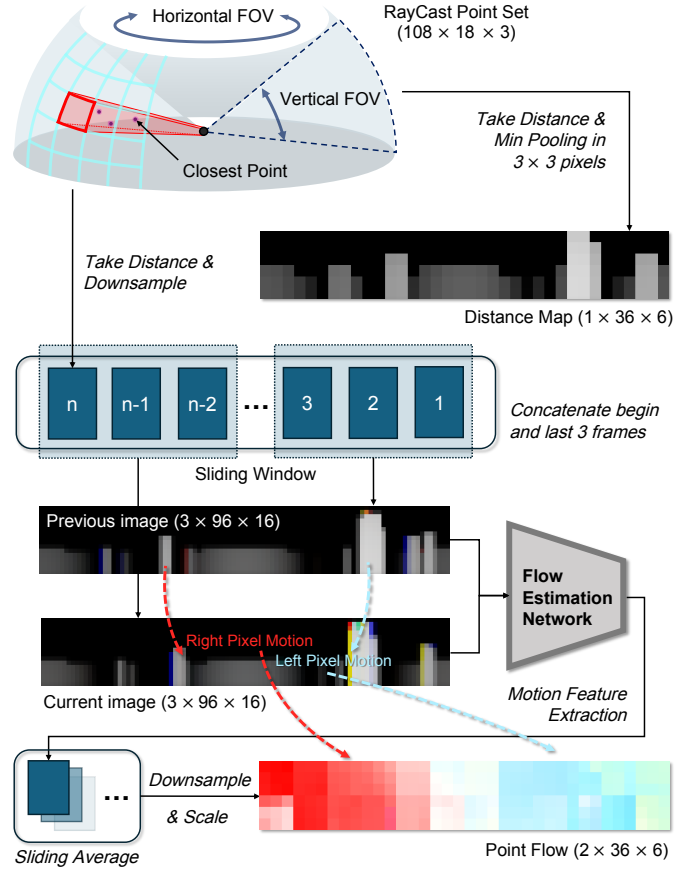 Horizontal FOV
RayCast Point Set
(108 × 18 × 3)
Vertical FOV
Closest Point
Take Distance &
Min Pooling in
3 × 3 pixels
Take Distance &
Downsample
Distance Map (1 × 36 × 6)
n
n-1
n-2
...
3
2
1
Concatenate begin
and last 3 frames
Sliding Window
Previous image (3 × 96 × 16)
Flow
Estimation
Network
Right Pixel Motion
Left Pixel Motion
Current image (3 × 96 × 16)
Motion Feature
Extraction
...
Downsample
& Scale
Sliding Average
Point Flow (2 × 36 × 6)